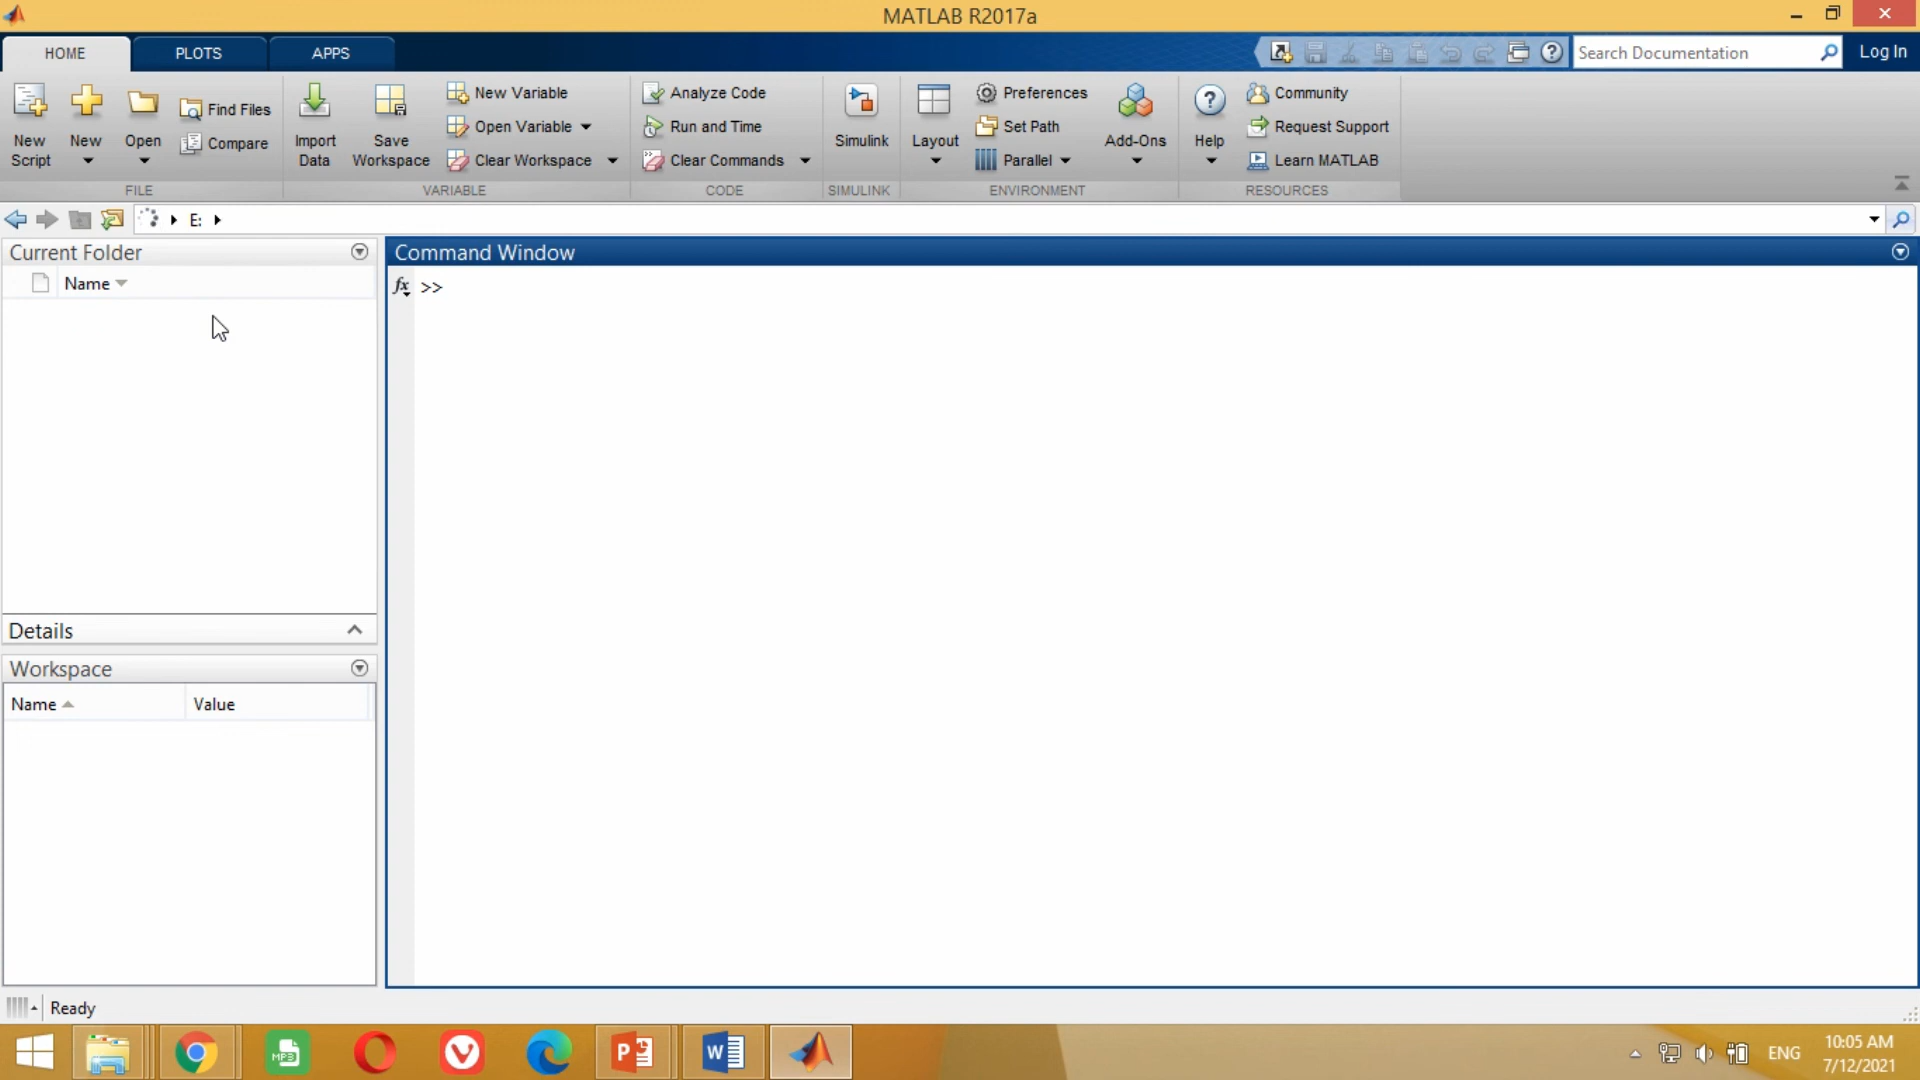 MATLAB R2017a
HOME
PLOTS
APPS
Search Documentation
Log In
New Script
New
Open
Find Files
Compare
Import Data
Save Workspace
New Variable
Open Variable
Clear Workspace
Analyze Code
Run and Time
Clear Commands
Simulink
Layout
Preferences
Set Path
Parallel
Add-Ons
Help
Community
Request Support
Learn MATLAB
FILE
VARIABLE
CODE
SIMULINK
ENVIRONMENT
RESOURCES
E:
Current Folder
Name
Command Window
fx >>
Details
Workspace
Name
Value
Ready
MP3
P
W
ENG
10:05 AM
7/12/2021